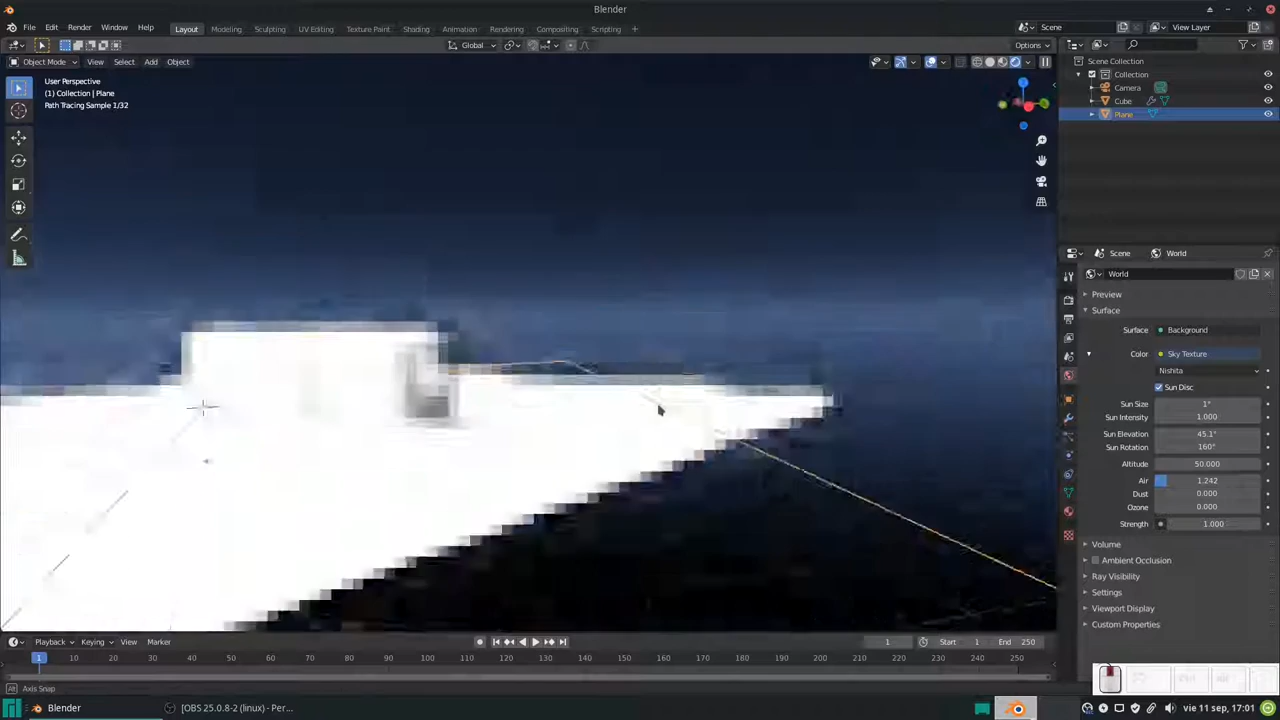 Blender
File Edit Render Window Help
Layout Modeling Sculpting UV Editing Texture Paint Shading Animation Rendering Compositing Scripting +
Scene
View Layer
Global
Options
Object Mode View Select Add Object
User Perspective
(1) Collection | Plane
Path Tracing Sample 1/32
Scene Collection
Collection
Camera
Cube
Plane
Scene World
World
Preview
Surface
Surface Background
Color Sky Texture
Nishita
Sun Disc
Sun Size 1°
Sun Intensity 1.000
Sun Elevation 45.1°
Sun Rotation 160°
Altitude 50.000
Air 1.242
Dust 0.000
Ozone 0.000
Strength 1.000
Volume
Ambient Occlusion
Ray Visibility
Settings
Viewport Display
Custom Properties
Playback Keying View Marker
1 Start 1 End 250
1 10 20 30 40 50 60 70 80 90 100 110 120 130 140 150 160 170 180 190 200 210 220 230 240 250
Alt Axis Snap
Blender
[OBS 25.0.8-2 (linux) - Per...
vie 11 sep, 17:01